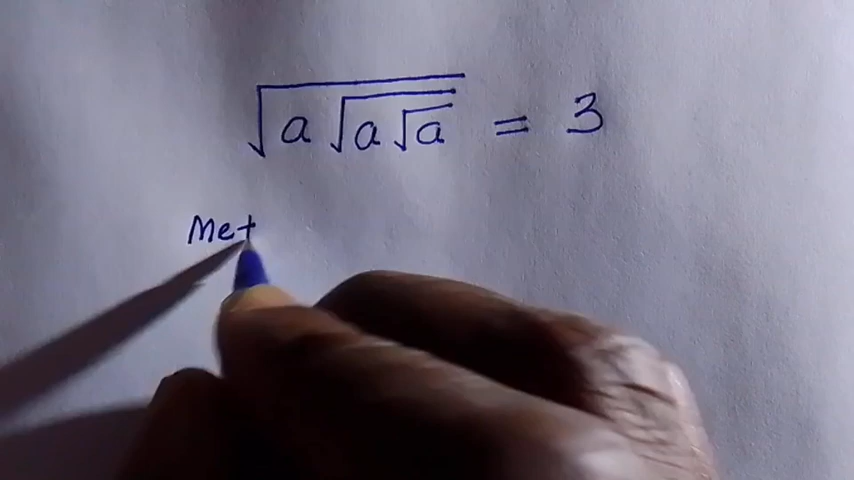 √(a√(a√a)) = 3
Met